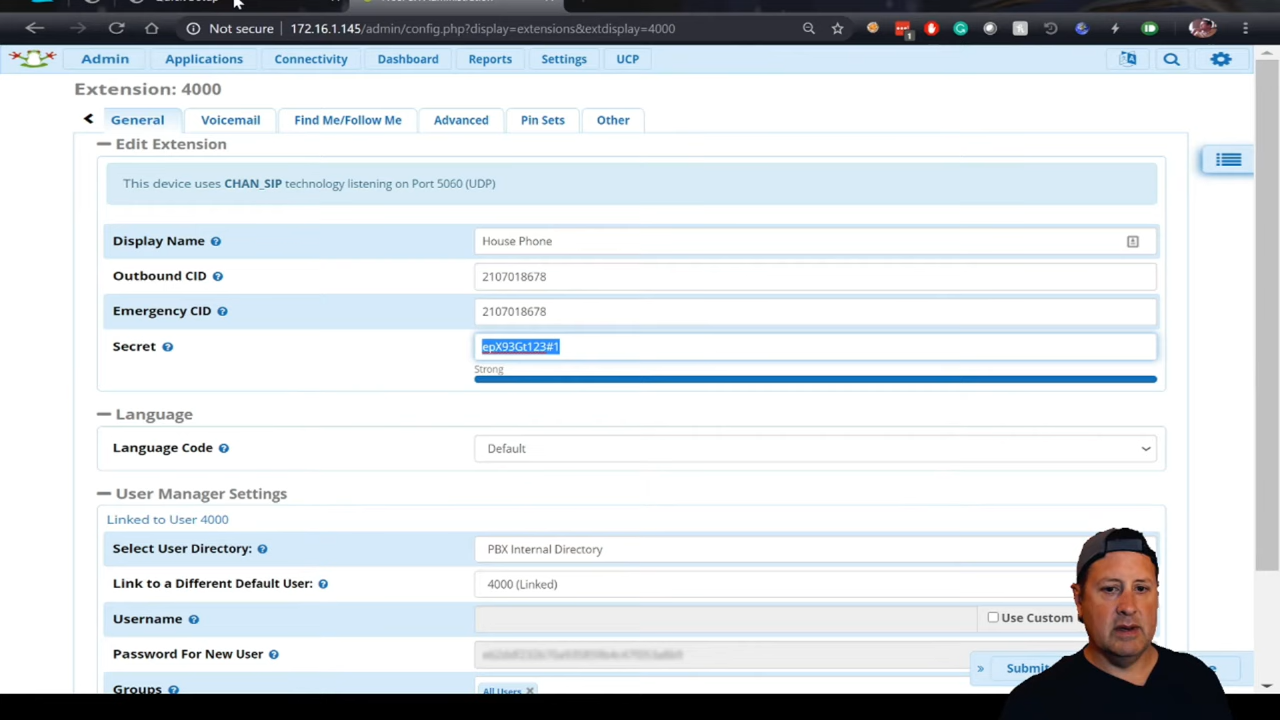 Not secure 172.16.1.145/admin/config.php?display=extensions&extdisplay=4000
1
Admin Applications Connectivity Dashboard Reports Settings UCP
Extension: 4000
General Voicemail Find Me/Follow Me Advanced Pin Sets Other
Edit Extension
This device uses CHAN_SIP technology listening on Port 5060 (UDP)
Display Name House Phone
Outbound CID 2107018678
Emergency CID 2107018678
Secret epX93Gt123#1
Strong
Language
Language Code Default
User Manager Settings
Linked to User 4000
Select User Directory: PBX Internal Directory
Link to a Different Default User: 4000 (Linked)
Username Use Custom
Password For New User
» Submit
Groups All Users